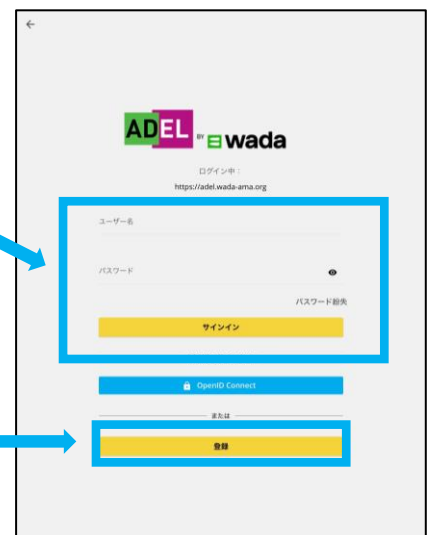 ADEL BY wada
ログイン中：
https://adel.wada-ama.org
ユーザー名
パスワード
パスワード紛失
サインイン
OpenID Connect
または
登録